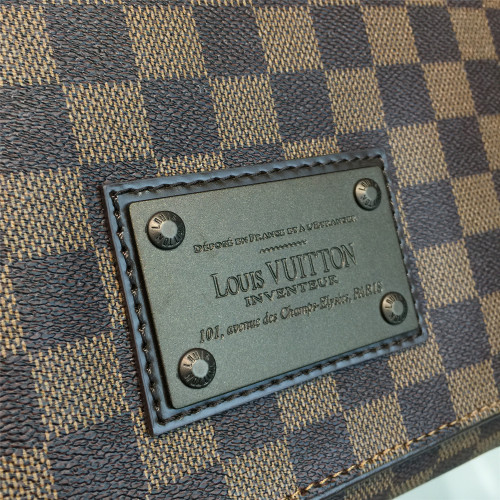 DÉPOSÉ EN FRANCE ET À L'ETRANGER
LOUIS VUITTON
INVENTEUR
101, avenue des Champs-Elysées, PARIS